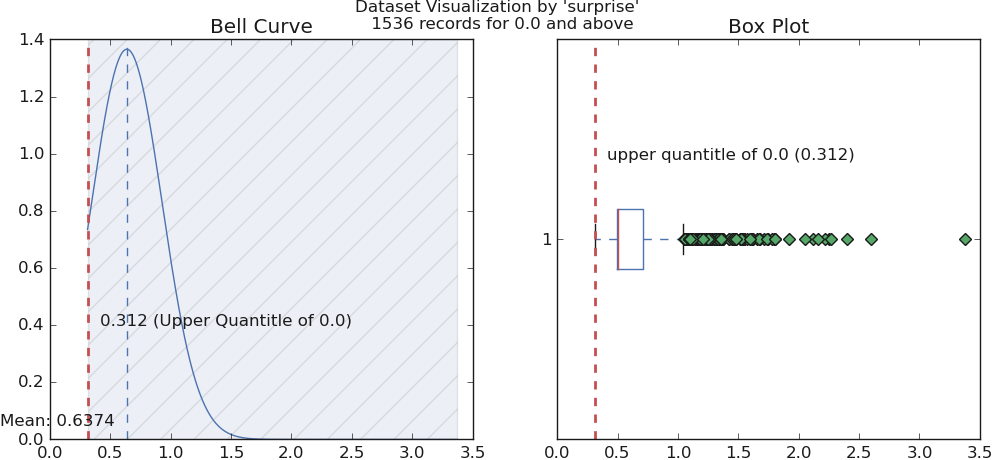 Dataset Visualization by 'surprise'
1536 records for 0.0 and above
Bell Curve
1.4
1.2
1.0
0.8
0.6
0.4
0.2
0.0
0.312 (Upper Quantitle of 0.0)
Mean: 0.6374
0.0 0.5 1.0 1.5 2.0 2.5 3.0 3.5
Box Plot
upper quantitle of 0.0 (0.312)
1
0.0 0.5 1.0 1.5 2.0 2.5 3.0 3.5